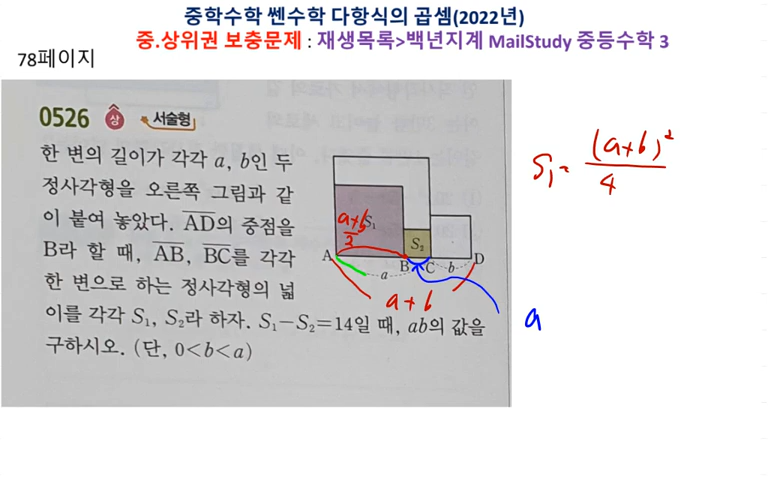 중학수학 쎈수학 다항식의 곱셈(2022년)
중.상위권 보충문제 : 재생목록>백년지계 MailStudy 중등수학 3
78페이지
0526 상 서술형
한 변의 길이가 각각 a, b인 두
정사각형을 오른쪽 그림과 같
이 붙여 놓았다. AD의 중점을
B라 할 때, AB, BC를 각각
한 변으로 하는 정사각형의 넓
이를 각각 S₁, S₂라 하자. S₁−S₂=14일 때, ab의 값을
구하시오. (단, 0<b<a)
S₁
a+b
2
S₂
A B C D
a b
a+b
S₁= (a+b)²
4
a